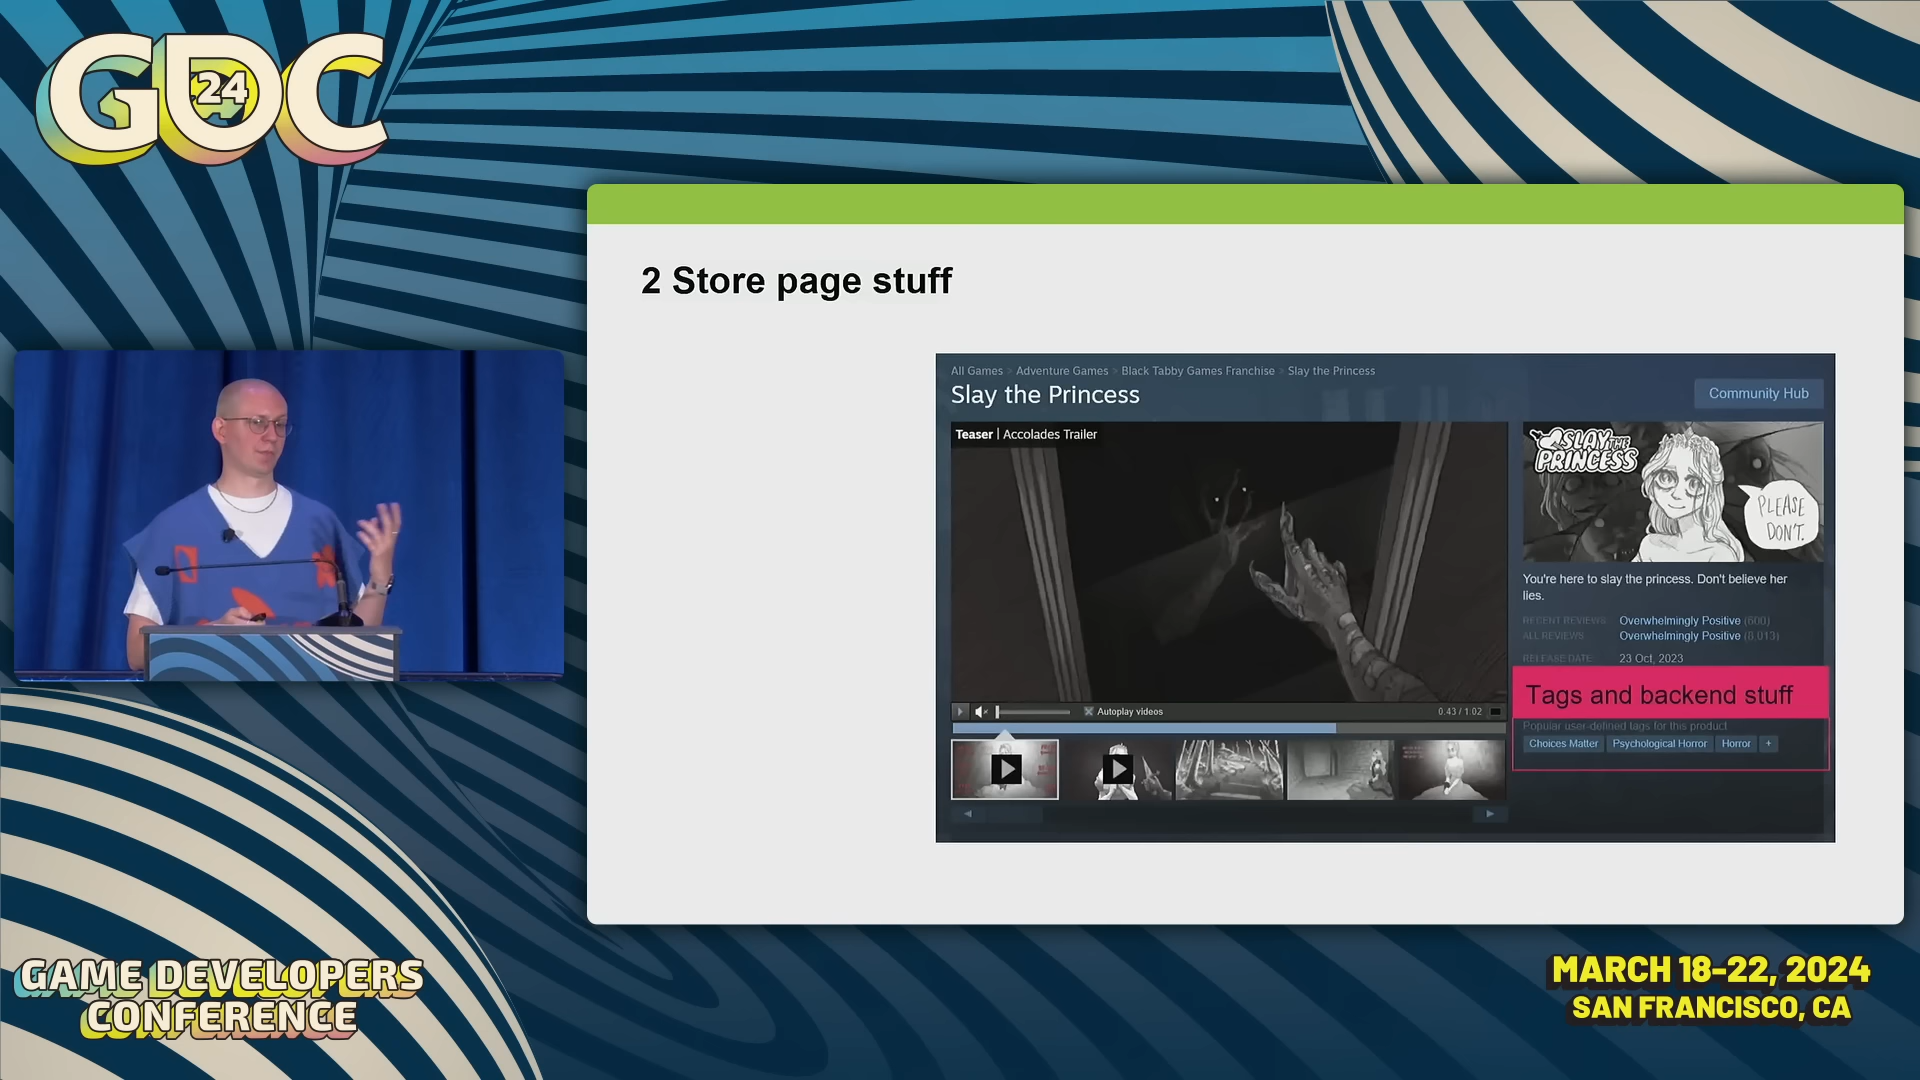 GDC
24
2 Store page stuff
All Games > Adventure Games > Black Tabby Games Franchise > Slay the Princess
Slay the Princess
Community Hub
Teaser | Accolades Trailer
SLAY THE
PRINCESS
PLEASE
DON'T.
You're here to slay the princess. Don't believe her
lies.
RECENT REVIEWS: Overwhelmingly Positive (600)
ALL REVIEWS: Overwhelmingly Positive (8,013)
RELEASE DATE: 23 Oct, 2023
Tags and backend stuff
Popular user-defined tags for this product
Choices Matter Psychological Horror Horror +
Autoplay videos
0:43 / 1:02
GAME DEVELOPERS
CONFERENCE
MARCH 18-22, 2024
SAN FRANCISCO, CA